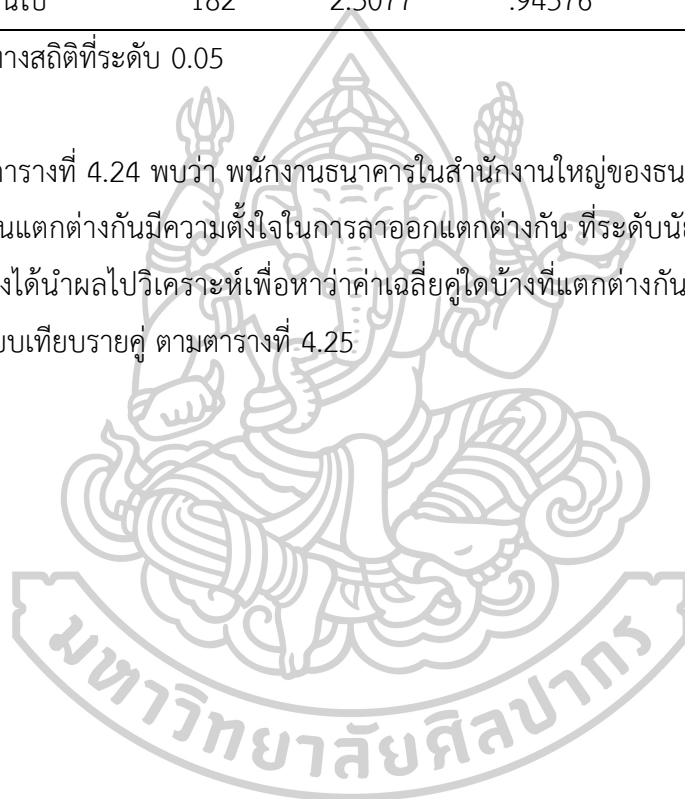 นไป 182 2.3077 .94576
ทางสถิติที่ระดับ 0.05
ตารางที่ 4.24 พบว่า พนักงานธนาคารในสำนักงานใหญ่ของธน
นแตกต่างกันมีความตั้งใจในการลาออกแตกต่างกัน ที่ระดับนั
งได้นำผลไปวิเคราะห์เพื่อหาว่าค่าเฉลี่ยคู่ใดบ้างที่แตกต่างกัน
ยบเทียบรายคู่ ตามตารางที่ 4.25
มหาวิทยาลัยศิลปากร